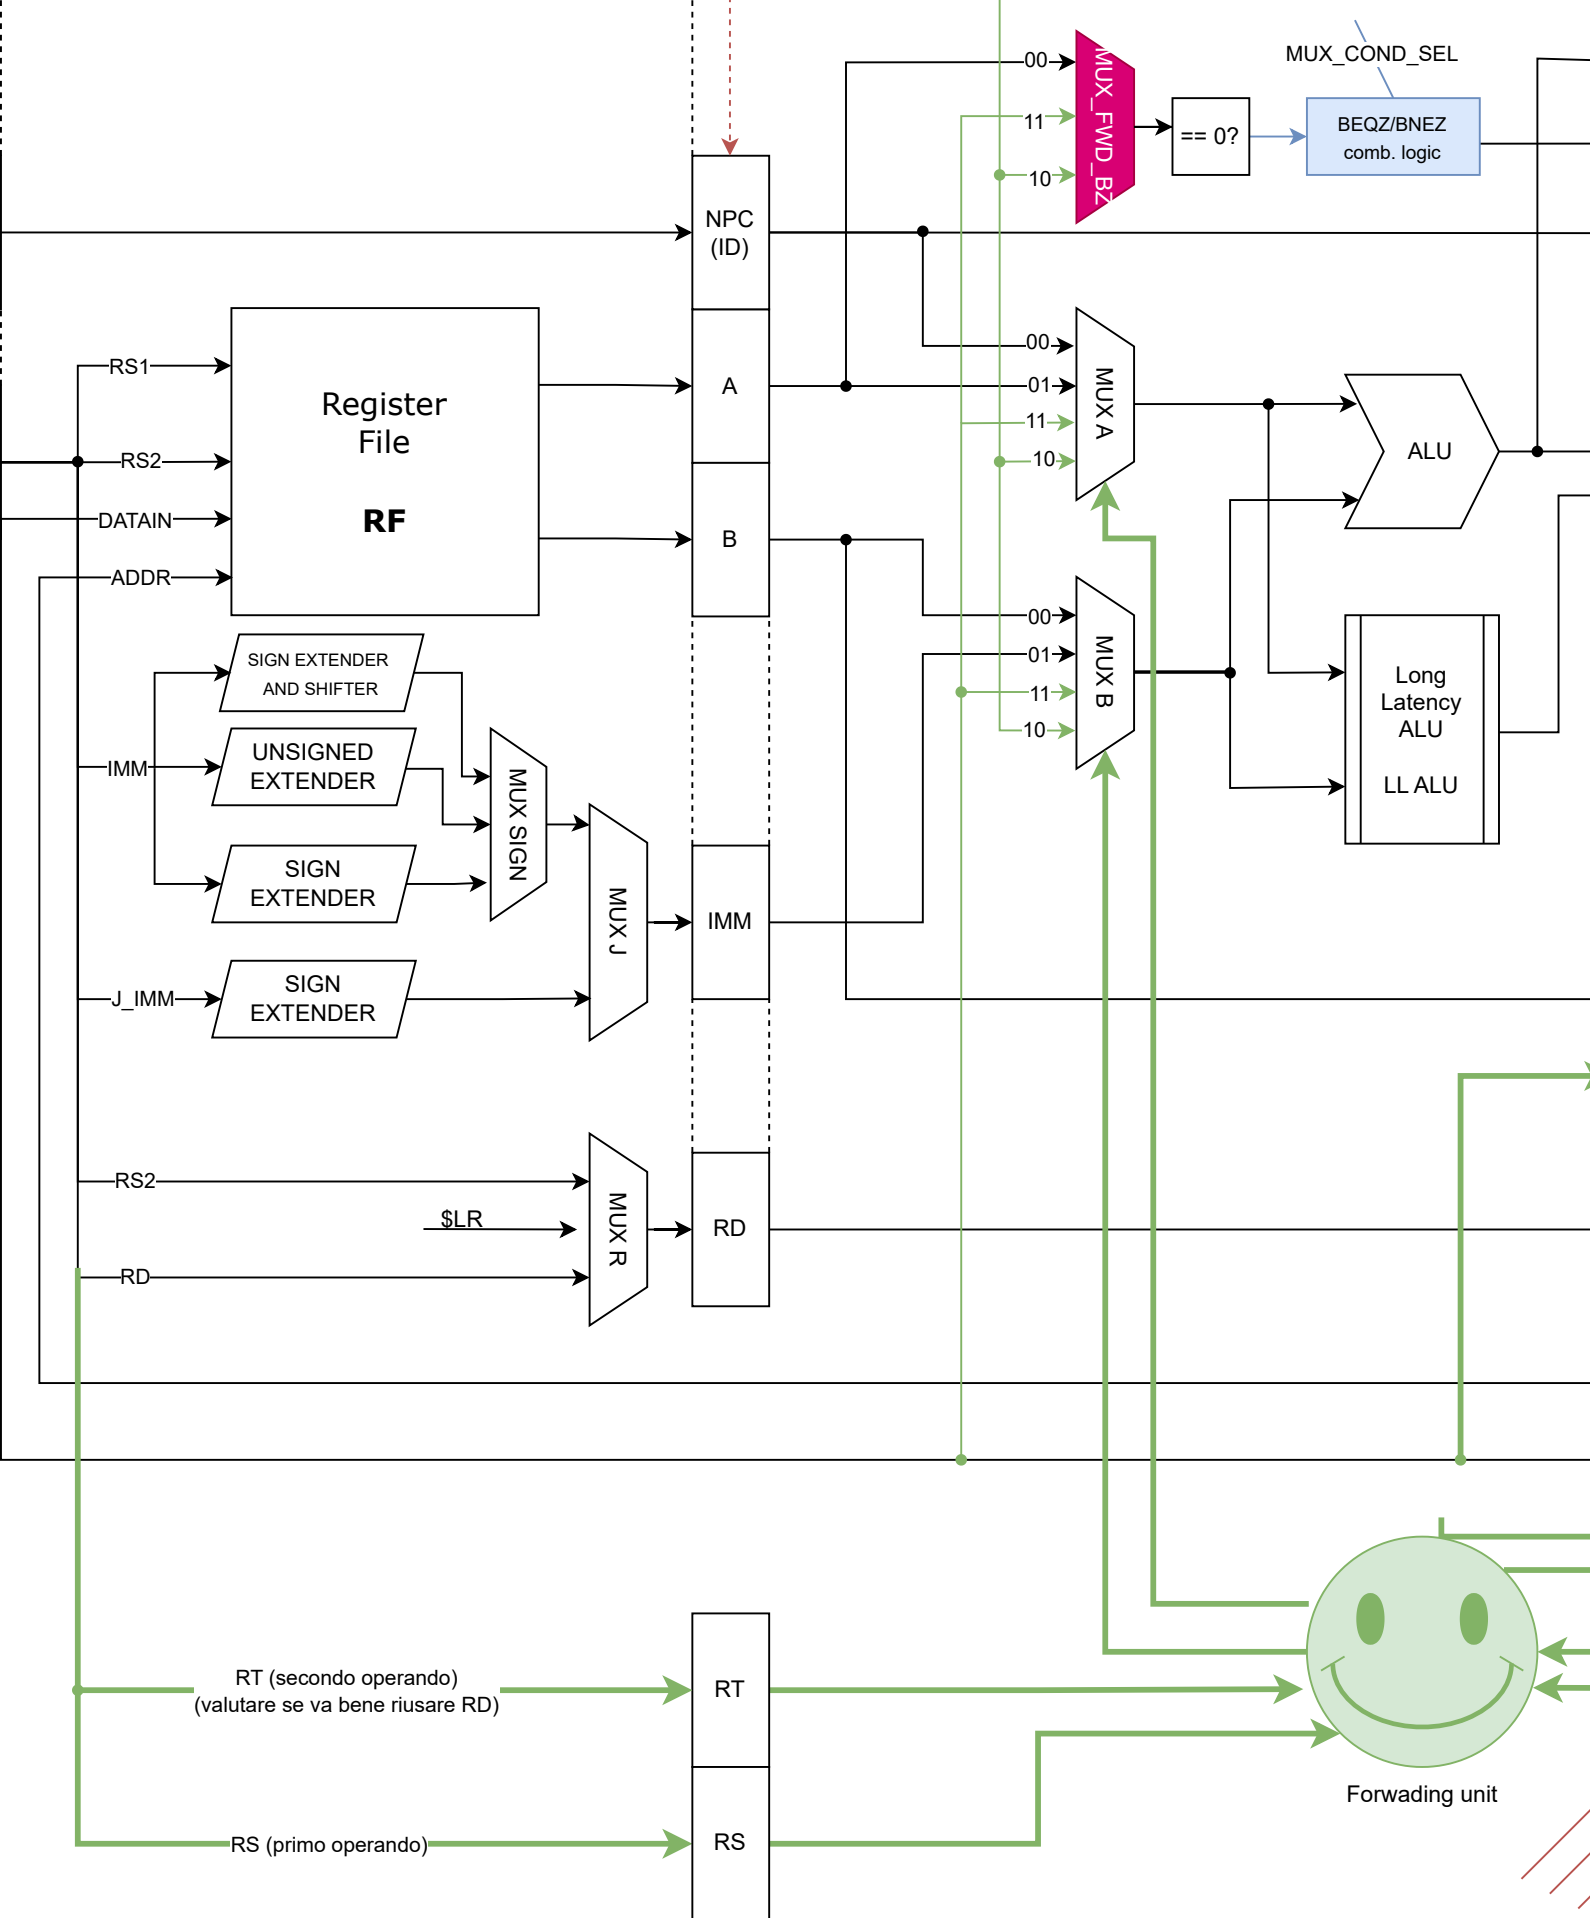 MUX_COND_SEL
00
11
10
MUX_FWD_BZ
== 0?
BEQZ/BNEZ
comb. logic
NPC
(ID)
RS1
RS2
DATAIN
ADDR
Register
File
RF
A
B
00
01
11
10
MUX A
ALU
00
01
11
10
MUX B
Long
Latency
ALU
LL ALU
SIGN EXTENDER
AND SHIFTER
IMM
UNSIGNED
EXTENDER
SIGN
EXTENDER
MUX SIGN
J_IMM
SIGN
EXTENDER
MUX J
IMM
RS2
$LR
RD
MUX R
RD
RT (secondo operando)
(valutare se va bene riusare RD)
RT
RS (primo operando)
RS
Forwading unit